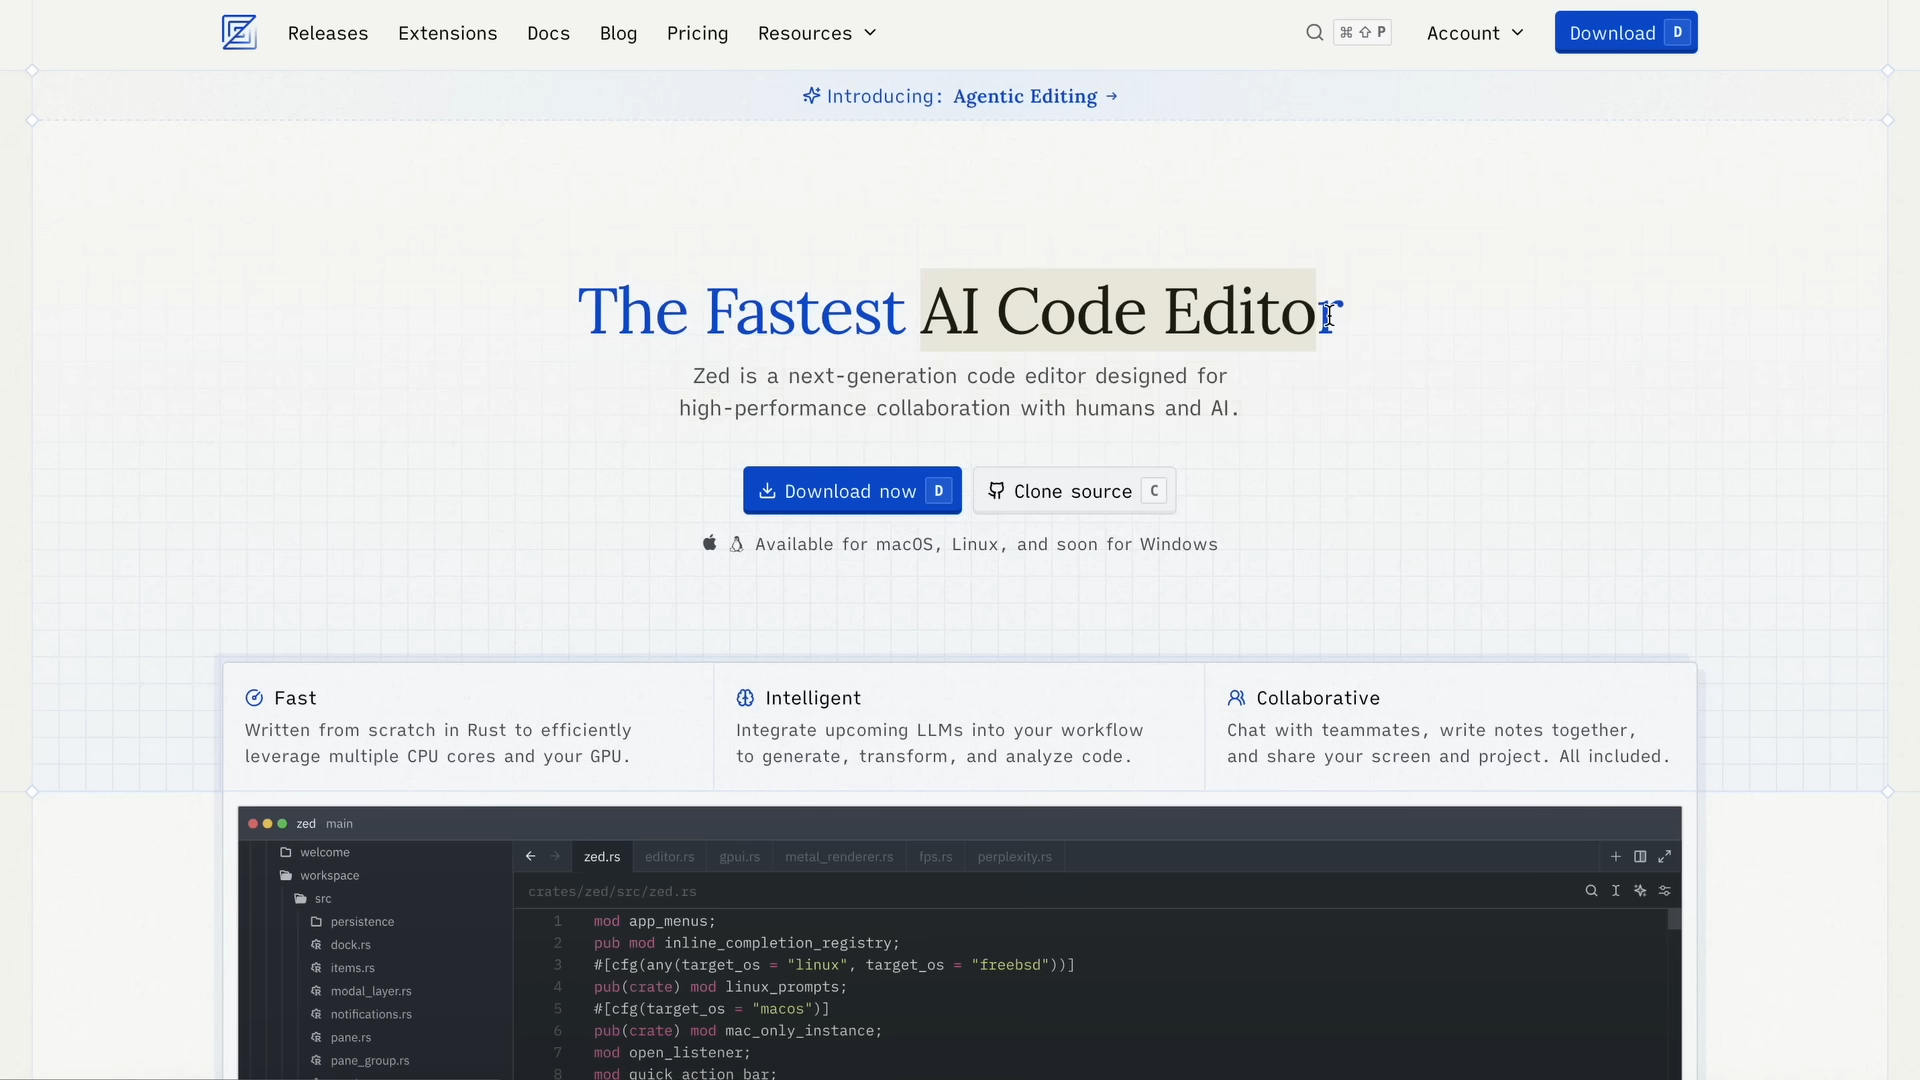 Releases Extensions Docs Blog Pricing Resources ⌘ ⇧ P Account Download D
Introducing: Agentic Editing →
The Fastest AI Code Editor
Zed is a next-generation code editor designed for
high-performance collaboration with humans and AI.
Download now D Clone source C
Available for macOS, Linux, and soon for Windows
Fast
Written from scratch in Rust to efficiently
leverage multiple CPU cores and your GPU.
Intelligent
Integrate upcoming LLMs into your workflow
to generate, transform, and analyze code.
Collaborative
Chat with teammates, write notes together,
and share your screen and project. All included.
zed main
welcome
workspace
src
persistence
dock.rs
items.rs
modal_layer.rs
notifications.rs
pane.rs
pane_group.rs
zed.rs editor.rs gpui.rs metal_renderer.rs fps.rs perplexity.rs
crates/zed/src/zed.rs
1 mod app_menus;
2 pub mod inline_completion_registry;
3 #[cfg(any(target_os = "linux", target_os = "freebsd"))]
4 pub(crate) mod linux_prompts;
5 #[cfg(target_os = "macos")]
6 pub(crate) mod mac_only_instance;
7 mod open_listener;
8 mod quick_action_bar;